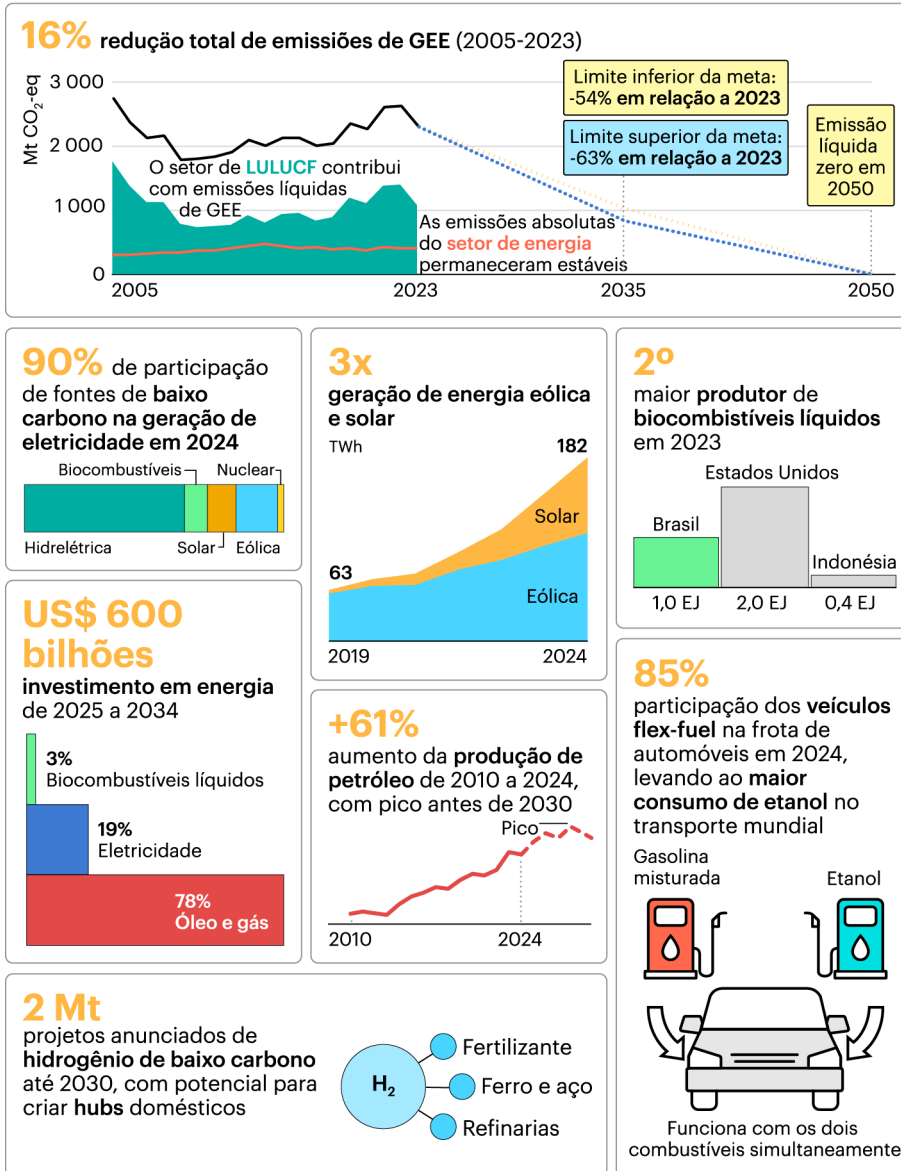 16% redução total de emissiões de GEE (2005-2023)
Mt CO₂-eq
3 000
2 000
1 000
0
O setor de LULUCF contribui
com emissões líquidas
de GEE
As emissões absolutas
do setor de energia
permaneceram estáveis
Limite inferior da meta:
-54% em relação a 2023
Limite superior da meta:
-63% em relação a 2023
Emissão
líquida
zero em
2050
2005
2023
2035
2050
90% de participação
de fontes de baixo
carbono na geração de
eletricidade em 2024
Biocombustíveis
Nuclear
Hidrelétrica
Solar
Eólica
3x
geração de energia eólica
e solar
TWh
182
63
Solar
Eólica
2019
2024
2º
maior produtor de
biocombistíveis líquidos
em 2023
Estados Unidos
Brasil
Indonésia
1,0 EJ
2,0 EJ
0,4 EJ
US$ 600
bilhões
investimento em energia
de 2025 a 2034
3%
Biocombustíveis líquidos
19%
Eletricidade
78%
Óleo e gás
+61%
aumento da produção de
petróleo de 2010 a 2024,
com pico antes de 2030
Pico
2010
2024
85%
participação dos veículos
flex-fuel na frota de
automóveis em 2024,
levando ao maior
consumo de etanol no
transporte mundial
Gasolina
misturada
Etanol
Funciona com os dois
combustíveis simultaneamente
2 Mt
projetos anunciados de
hidrogênio de baixo carbono
até 2030, com potencial para
criar hubs domésticos
H₂
Fertilizante
Ferro e aço
Refinarias